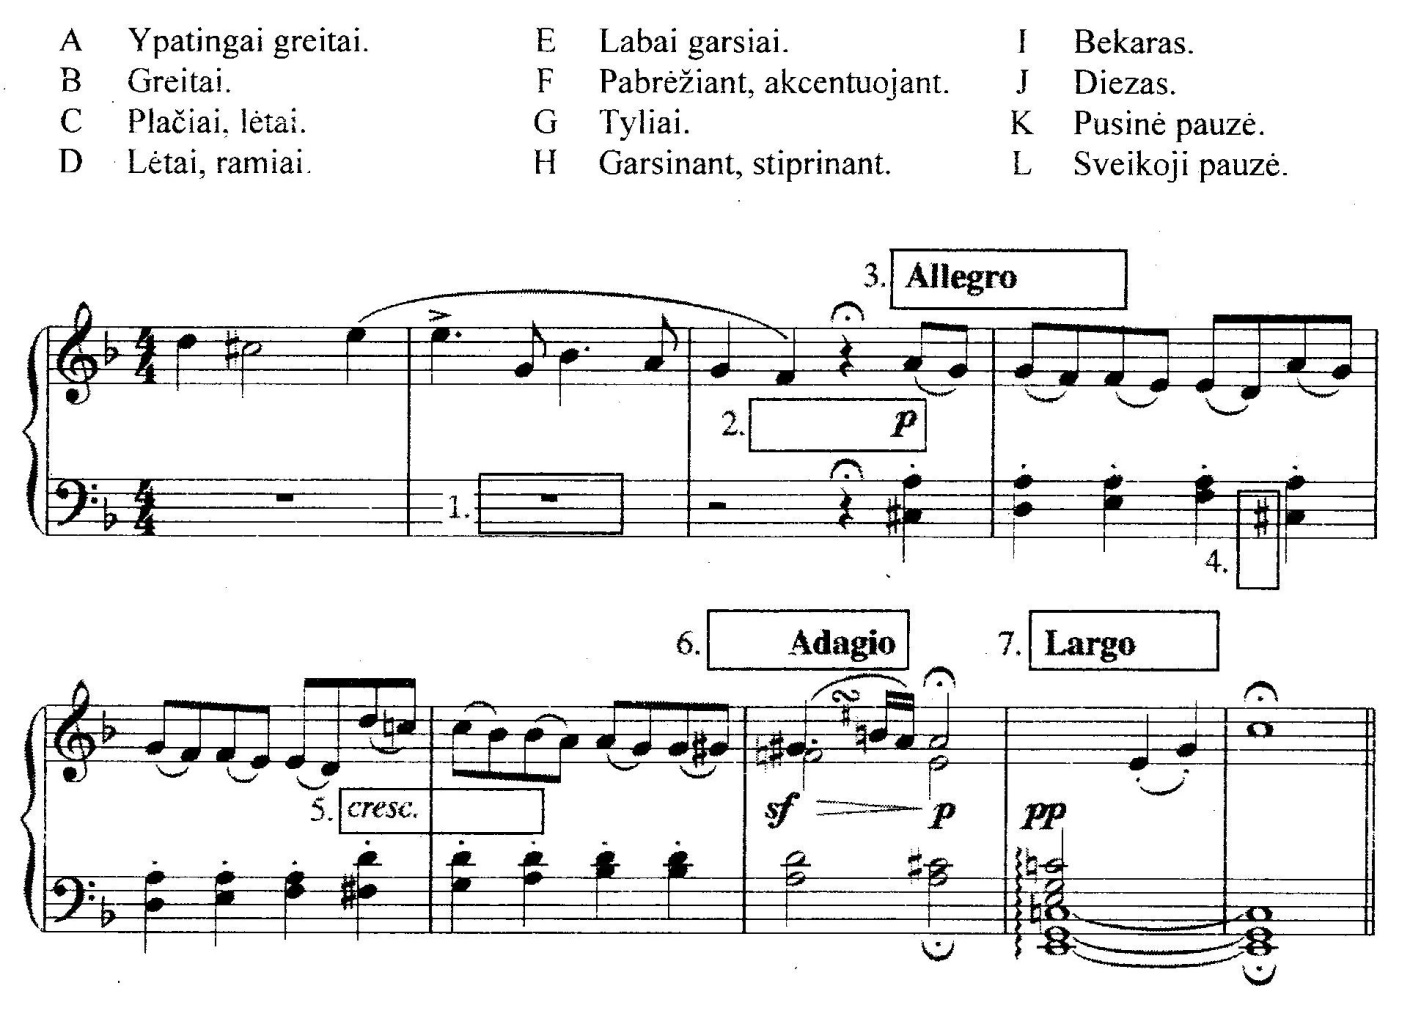 A Ypatingai greitai. E Labai garsiai. I Bekaras.
B Greitai. F Pabrėžiant, akcentuojant. J Diezas.
C Plačiai, lėtai. G Tyliai. K Pusinė pauzė.
D Lėtai, ramiai. H Garsinant, stiprinant. L Sveikoji pauzė.
3. Allegro
2. p
1.
4.
6. Adagio 7. Largo
5. cresc.
sf p pp